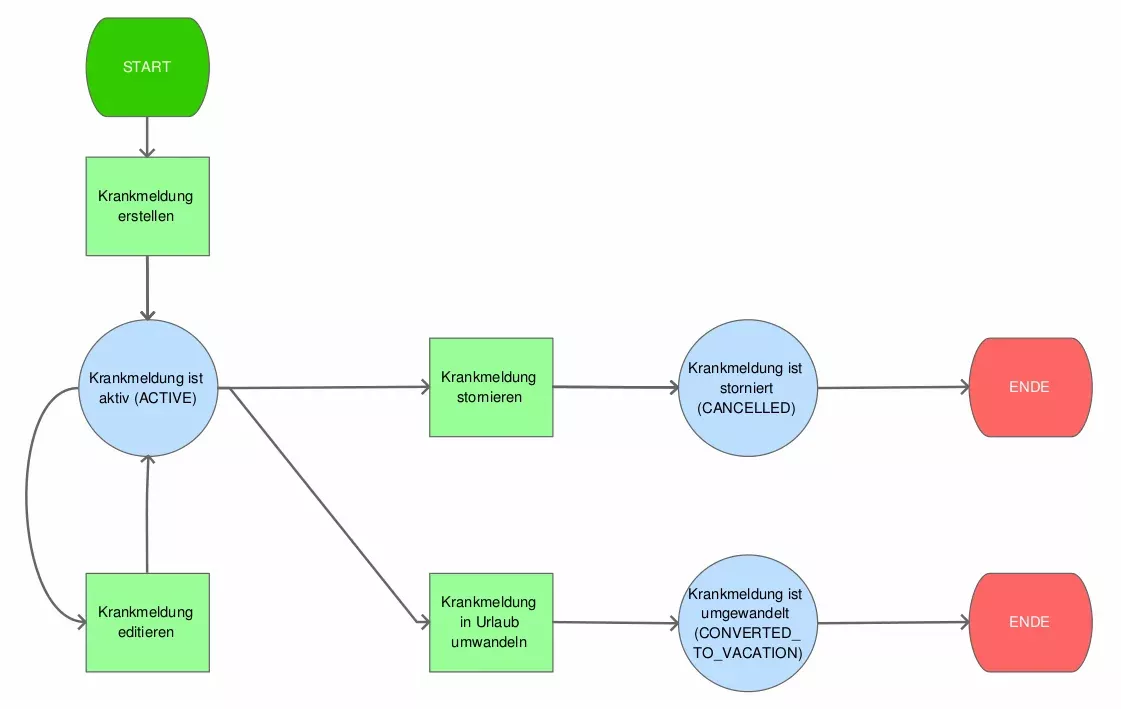 START
Krankmeldung
erstellen
Krankmeldung ist
aktiv (ACTIVE)
Krankmeldung
stornieren
Krankmeldung ist
storniert
(CANCELLED)
ENDE
Krankmeldung
editieren
Krankmeldung
in Urlaub
umwandeln
Krankmeldung ist
umgewandelt
(CONVERTED_
TO_VACATION)
ENDE